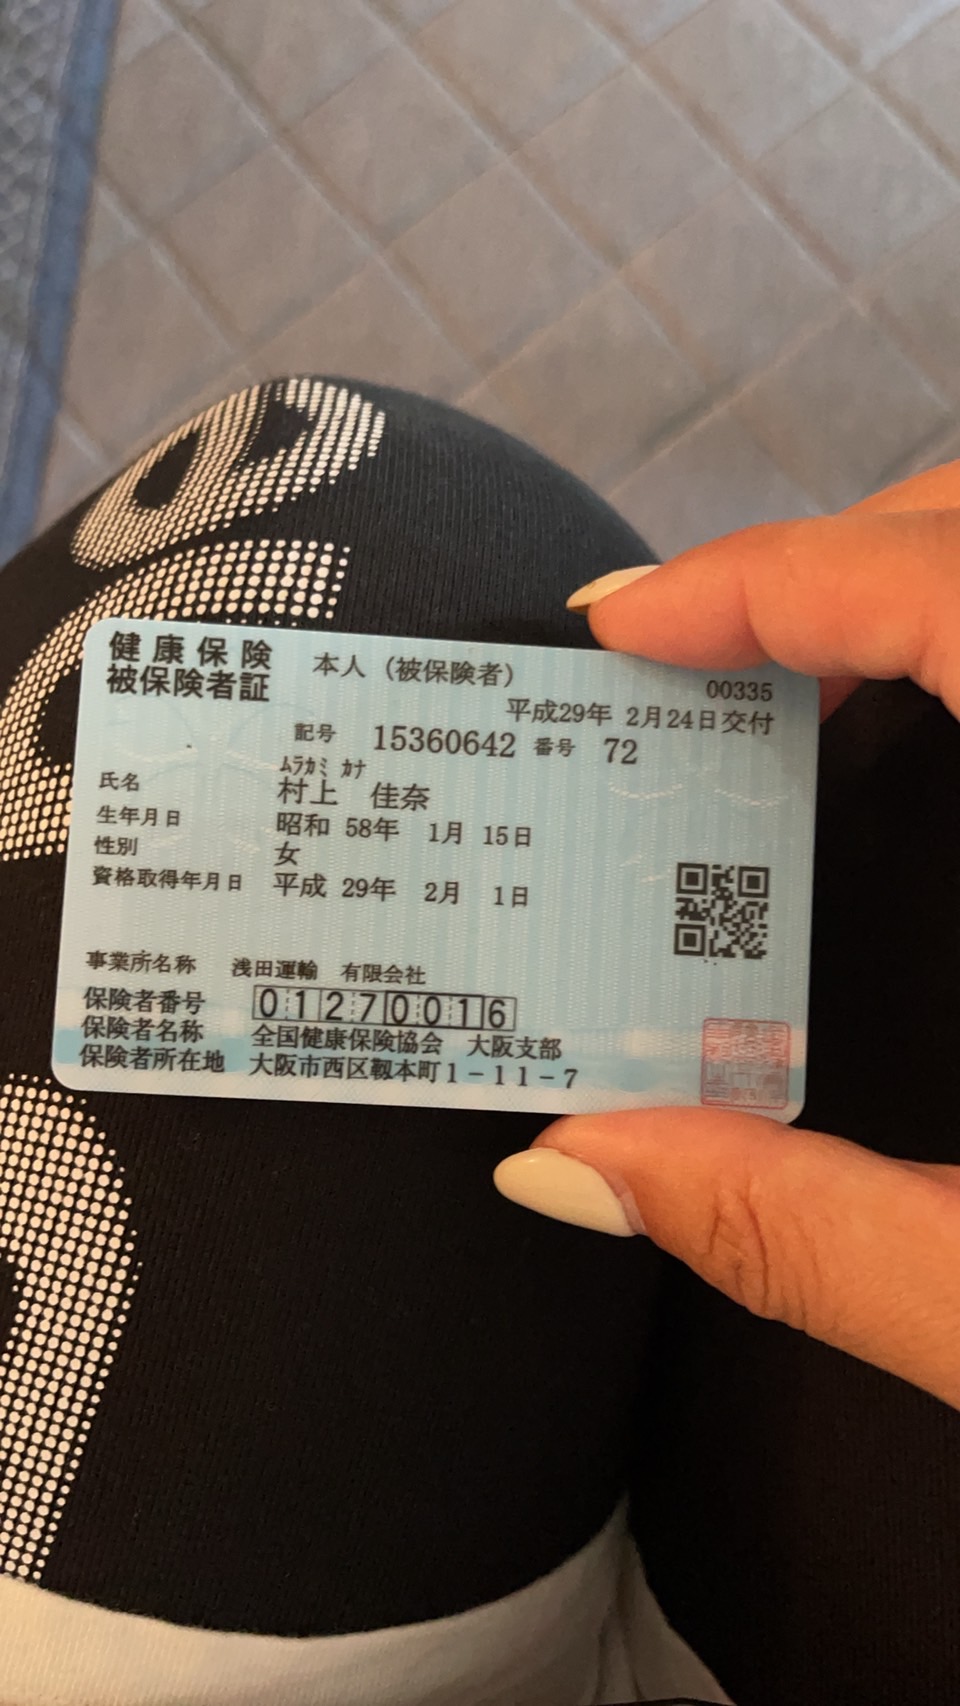 健康保険
被保険者証
本人（被保険者）
00335
平成29年 2月24日交付
記号 15360642 番号 72
ﾑﾗｶﾐ ｶﾅ
氏名 村上 佳奈
生年月日 昭和 58年 1月 15日
性別 女
資格取得年月日 平成 29年 2月 1日
事業所名称 浅田運輸 有限会社
保険者番号 01270016
保険者名称 全国健康保険協会 大阪支部
保険者所在地 大阪市西区靱本町1－11－7